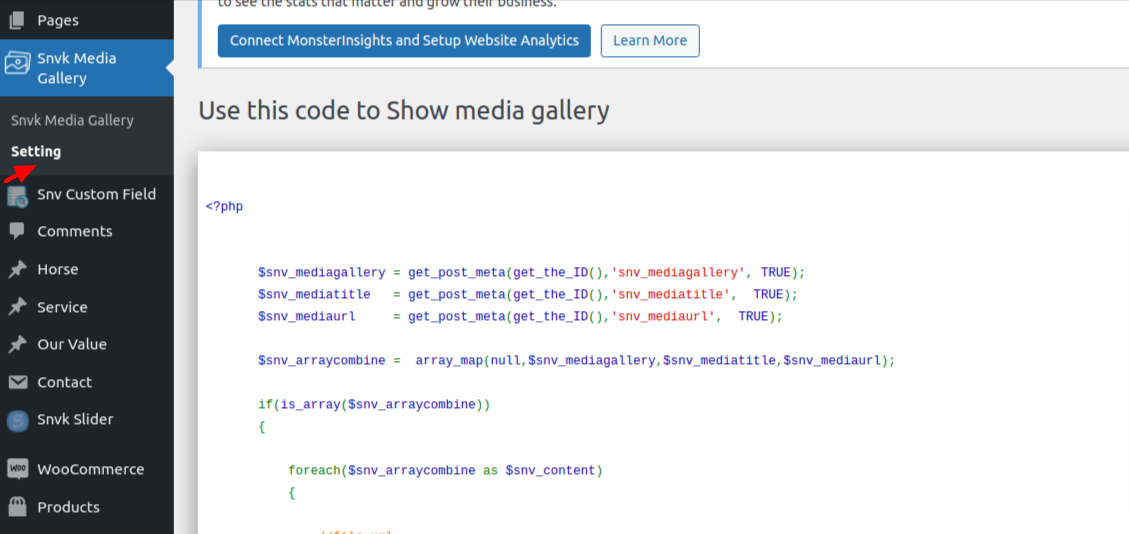 to see the stats that matter and grow their business.
Connect MonsterInsights and Setup Website Analytics
Learn More
Pages
Snvk Media
Gallery
Snvk Media Gallery
Setting
Snv Custom Field
Comments
Horse
Service
Our Value
Contact
S
Snvk Slider
WOO
WooCommerce
Products
Use this code to Show media gallery
<?php
$snv_mediagallery = get_post_meta(get_the_ID(),'snv_mediagallery', TRUE);
$snv_mediatitle   = get_post_meta(get_the_ID(),'snv_mediatitle',  TRUE);
$snv_mediaurl     = get_post_meta(get_the_ID(),'snv_mediaurl',  TRUE);
$snv_arraycombine =  array_map(null,$snv_mediagallery,$snv_mediatitle,$snv_mediaurl);
if(is_array($snv_arraycombine))
{
foreach($snv_arraycombine as $snv_content)
{
//file url